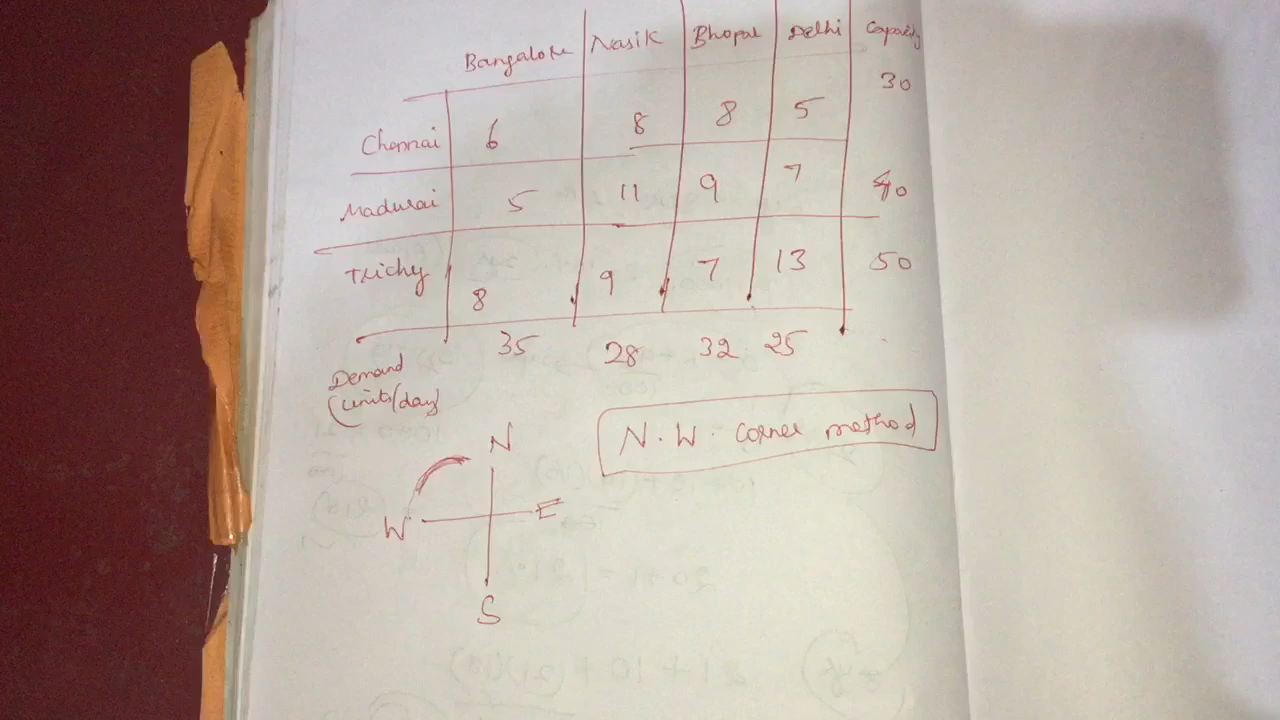 Bangalore Nasik Bhopal Delhi Capacity
30
Chennai 6 8 8 5
Madurai 5 11 9 7 40
Trichy 8 9 7 13 50
35 28 32 25
Demand
(units/day)
N.W. corner method
N
W E
S